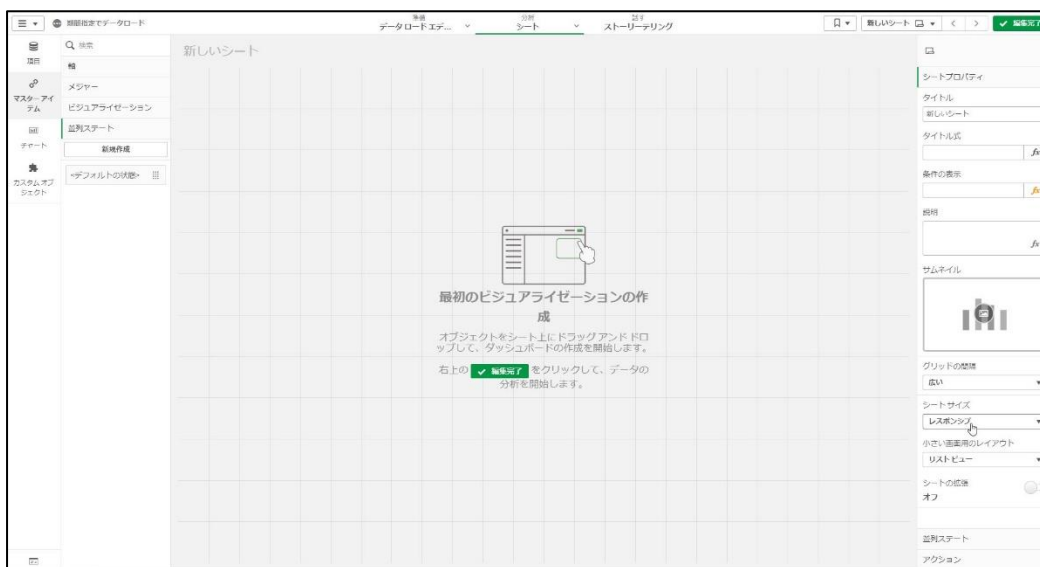 期間指定でデータロード
準備
データ ロード エデ...
分析
シート
話す
ストーリーテリング
新しいシート
編集完了
項目
マスターアイテム
チャート
カスタム オブジェクト
検索
軸
メジャー
ビジュアライゼーション
並列ステート
新規作成
<デフォルトの状態>
新しいシート
最初のビジュアライゼーションの作
成
オブジェクトをシート上にドラッグ アンド ドロ
ップして、ダッシュボードの作成を開始します。
右上の 編集完了 をクリックして、データの
分析を開始します。
シートプロパティ
タイトル
新しいシート
タイトル式
fx
条件の表示
fx
説明
fx
サムネイル
グリッドの間隔
広い
シート サイズ
レスポンシブ
小さい画面用のレイアウト
リスト ビュー
シートの拡張
オフ
並列ステート
アクション